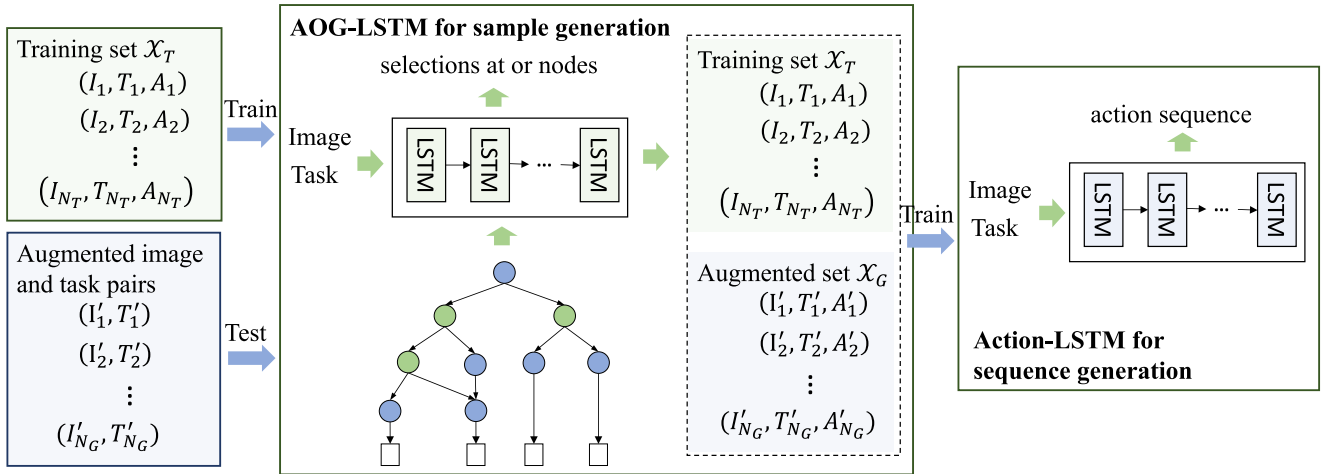 Training set 𝒳_T
(I_1, T_1, A_1)
(I_2, T_2, A_2)
⋮
(I_{N_T}, T_{N_T}, A_{N_T})
Train
Augmented image
and task pairs
(I′_1, T′_1)
(I′_2, T′_2)
⋮
(I′_{N_G}, T′_{N_G})
Test
AOG-LSTM for sample generation
selections at or nodes
Image
Task
LSTM
LSTM
...
LSTM
Training set 𝒳_T
(I_1, T_1, A_1)
(I_2, T_2, A_2)
⋮
(I_{N_T}, T_{N_T}, A_{N_T})
Augmented set 𝒳_G
(I′_1, T′_1, A′_1)
(I′_2, T′_2, A′_2)
⋮
(I′_{N_G}, T′_{N_G}, A′_{N_G})
Train
action sequence
Image
Task
LSTM
LSTM
...
LSTM
Action-LSTM for
sequence generation